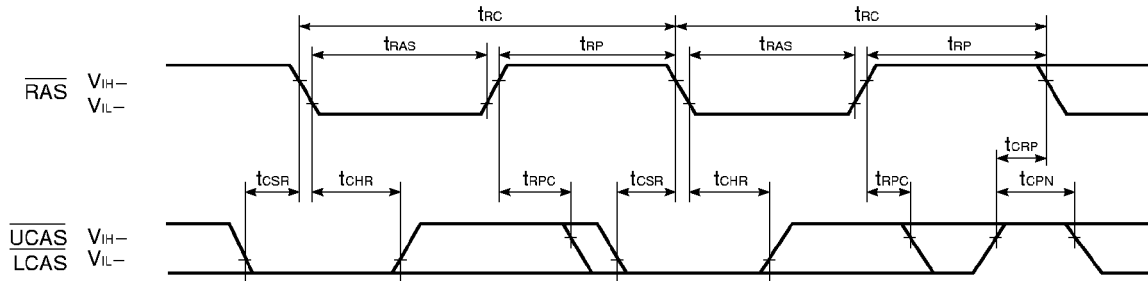 tRC tRC
tRAS tRP tRAS tRP
RAS VIH–
VIL–
tCRP
tCSR tCHR tRPC tCSR tCHR tRPC tCPN
UCAS VIH–
LCAS VIL–